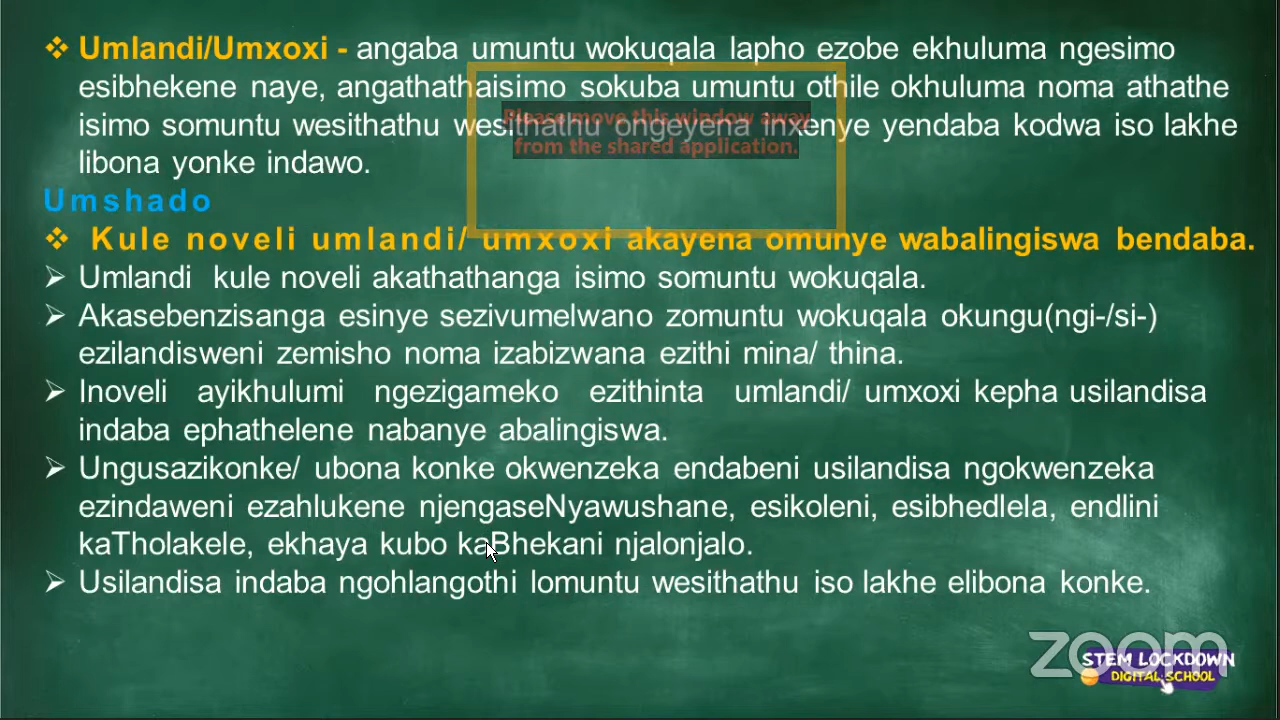 ❖ Umlandi/Umxoxi - angaba umuntu wokuqala lapho ezobe ekhuluma ngesimo
esibhekene naye, angathathaisimo sokuba umuntu othile okhuluma noma athathe
isimo somuntu wesithathu wesithathu ongeyena inxenye yendaba kodwa iso lakhe
libona yonke indawo.
Please move this window away
from the shared application.
Umshado
❖ Kule noveli umlandi/ umxoxi akayena omunye wabalingiswa bendaba.
➢ Umlandi kule noveli akathathanga isimo somuntu wokuqala.
➢ Akasebenzisanga esinye sezivumelwano zomuntu wokuqala okungu(ngi-/si-)
ezilandisweni zemisho noma izabizwana ezithi mina/ thina.
➢ Inoveli ayikhulumi ngezigameko ezithinta umlandi/ umxoxi kepha usilandisa
indaba ephathelene nabanye abalingiswa.
➢ Ungusazikonke/ ubona konke okwenzeka endabeni usilandisa ngokwenzeka
ezindaweni ezahlukene njengaseNyawushane, esikoleni, esibhedlela, endlini
kaTholakele, ekhaya kubo kaBhekani njalonjalo.
➢ Usilandisa indaba ngohlangothi lomuntu wesithathu iso lakhe elibona konke.
zoom
STEM LOCKDOWN
DIGITAL SCHOOL